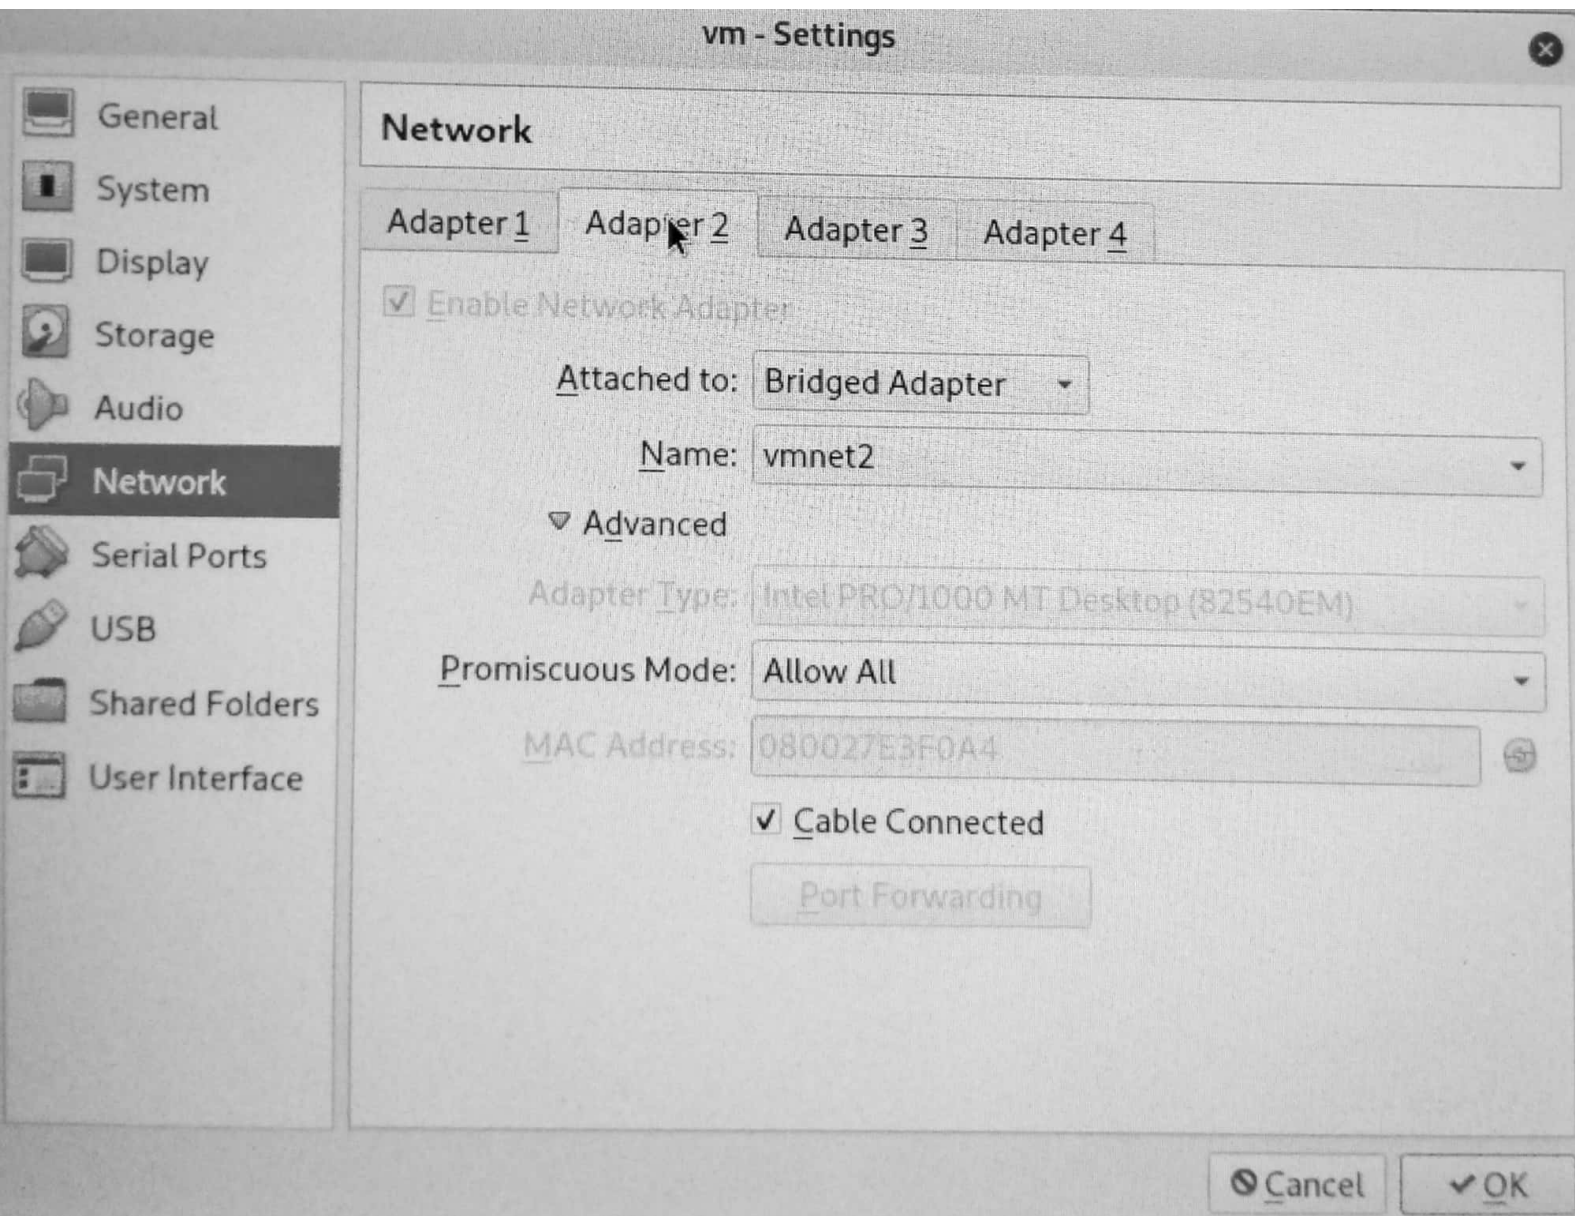 vm - Settings
General
System
Display
Storage
Audio
Network
Serial Ports
USB
Shared Folders
User Interface
Network
Adapter 1
Adapter 2
Adapter 3
Adapter 4
Enable Network Adapter
Attached to: Bridged Adapter
Name: vmnet2
Advanced
Adapter Type: Intel PRO/1000 MT Desktop (82540EM)
Promiscuous Mode: Allow All
MAC Address: 080027E3F0A4
Cable Connected
Port Forwarding
Cancel
OK